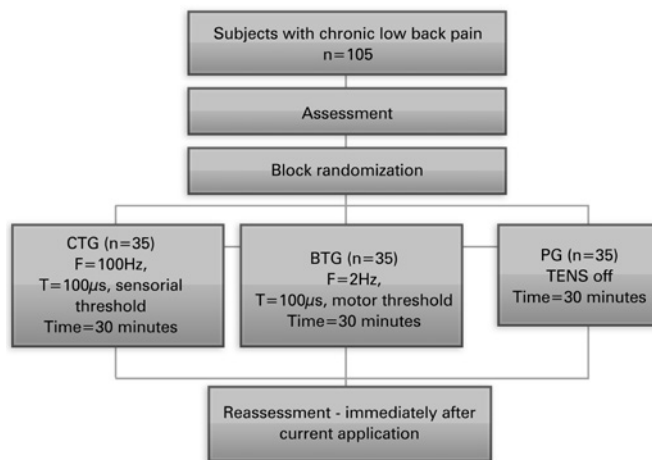 Subjects with chronic low back pain
n=105
Assessment
Block randomization
CTG (n=35)
F=100Hz,
T=100µs, sensorial
threshold
Time=30 minutes
BTG (n=35)
F=2Hz,
T=100µs, motor threshold
Time=30 minutes
PG (n=35)
TENS off
Time=30 minutes
Reassessment - immediately after
current application